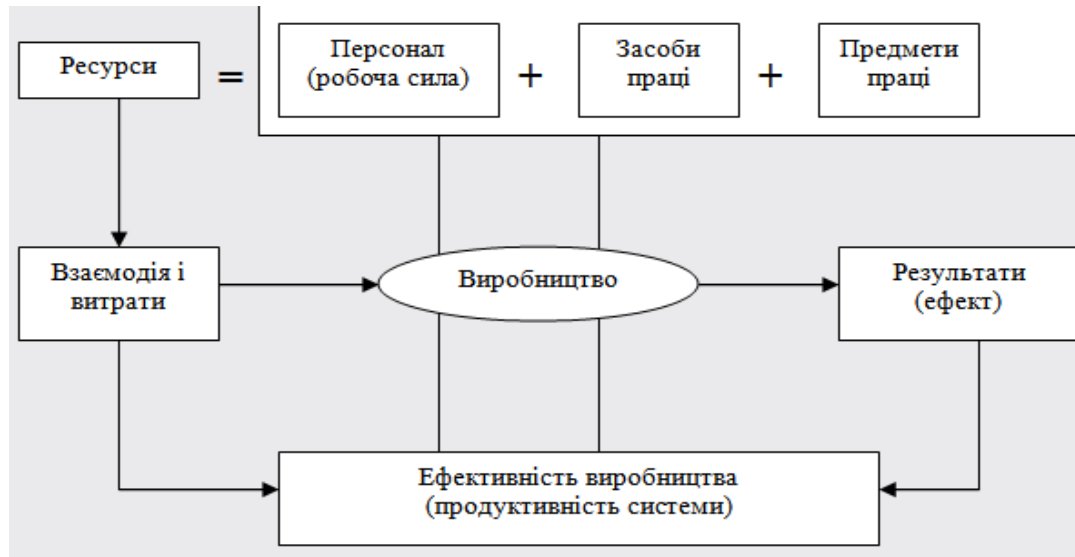 Ресурси
=
Персонал
(робоча сила)
+
Засоби
праці
+
Предмети
праці
Взаємодія і
витрати
Виробництво
Результати
(ефект)
Ефективність виробництва
(продуктивність системи)